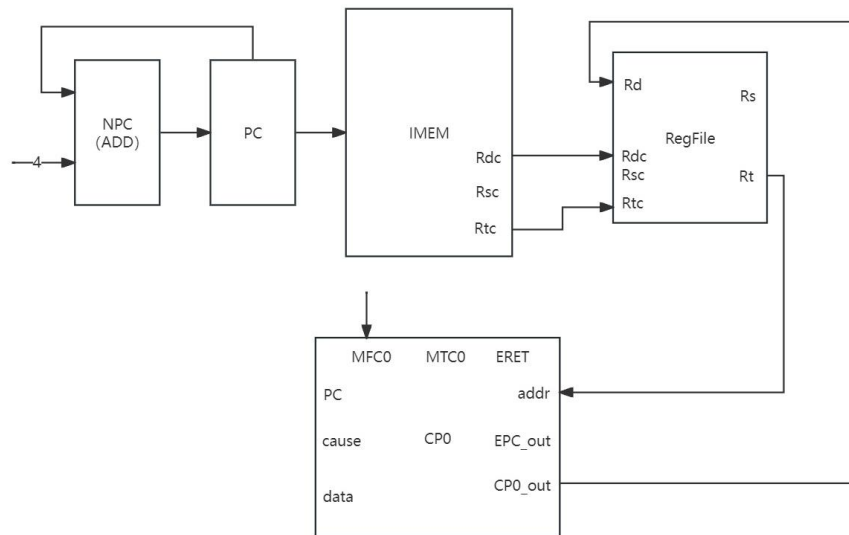 NPC
(ADD)
4
PC
IMEM
Rdc
Rsc
Rtc
Rd
Rs
RegFile
Rdc
Rsc
Rt
Rtc
MFC0 MTC0 ERET
PC
addr
cause
CP0
EPC_out
CP0_out
data